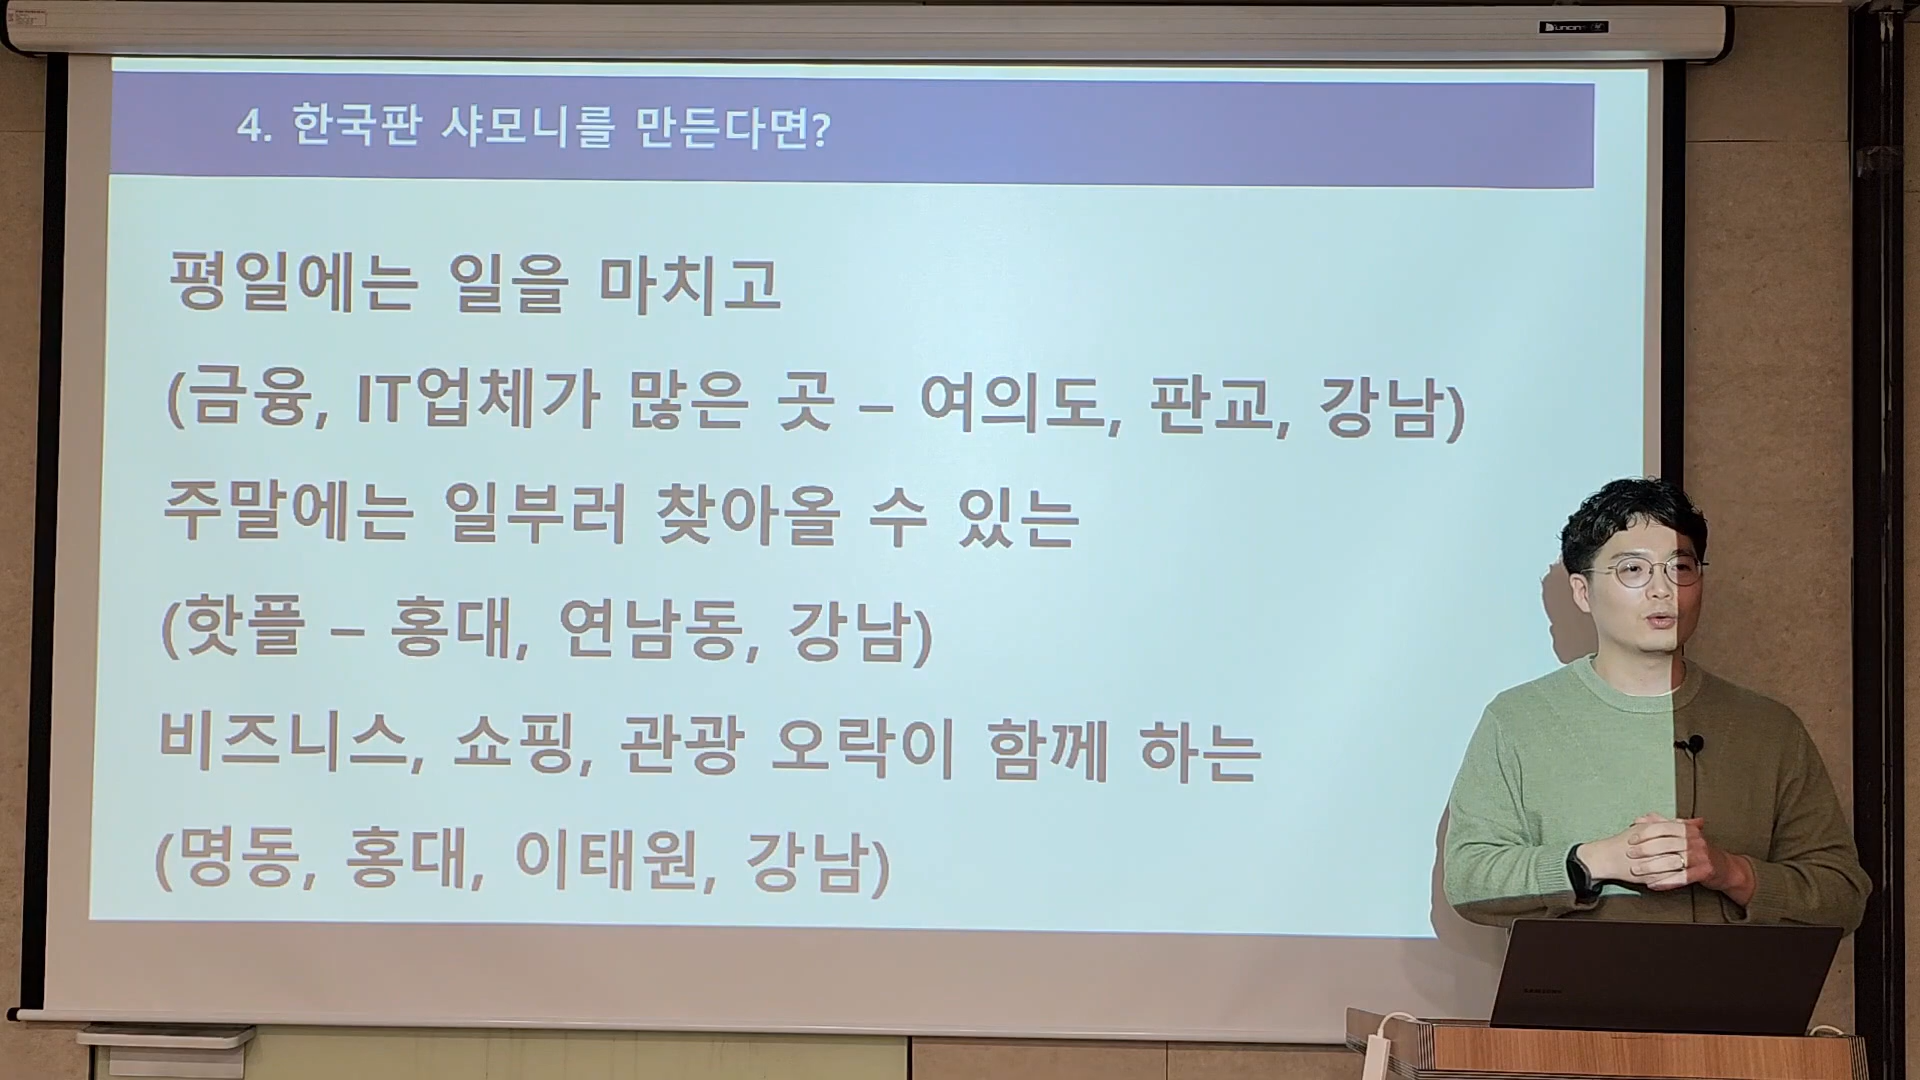 UNION
4. 한국판 샤모니를 만든다면?
평일에는 일을 마치고
(금융, IT업체가 많은 곳 – 여의도, 판교, 강남)
주말에는 일부러 찾아올 수 있는
(핫플 – 홍대, 연남동, 강남)
비즈니스, 쇼핑, 관광 오락이 함께 하는
(명동, 홍대, 이태원, 강남)
SAMSUNG